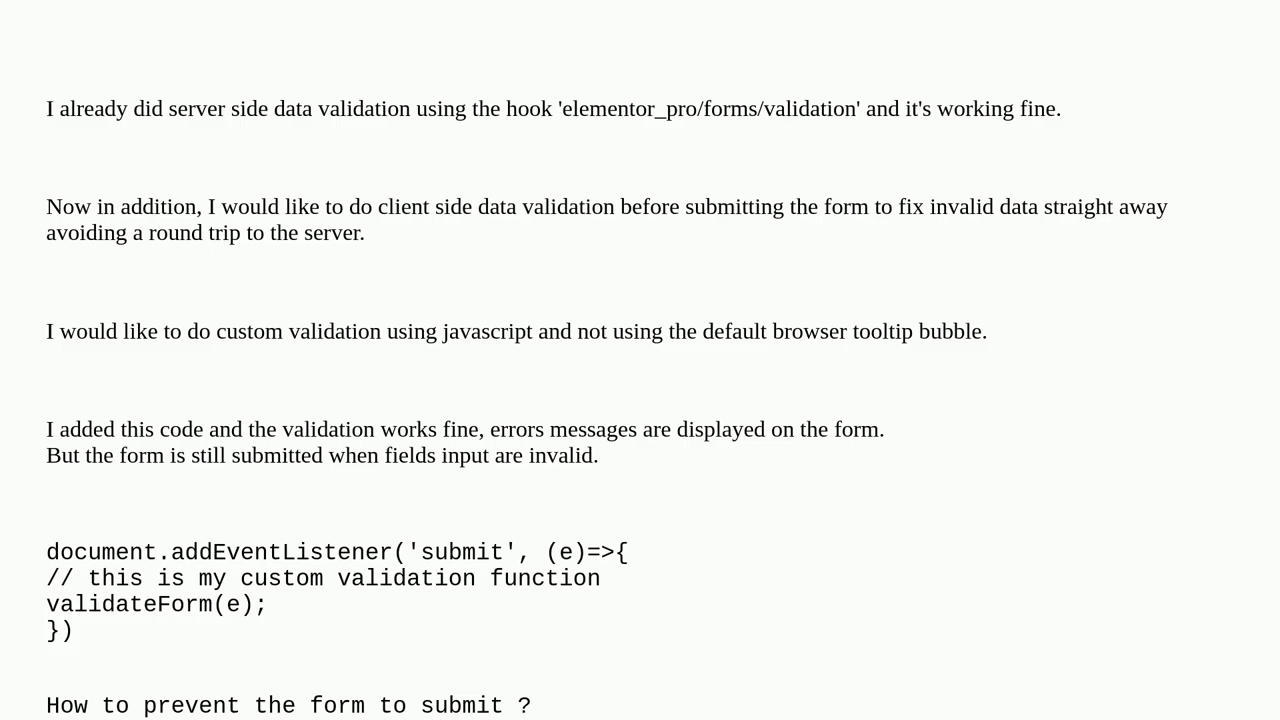 I already did server side data validation using the hook 'elementor_pro/forms/validation' and it's working fine.
Now in addition, I would like to do client side data validation before submitting the form to fix invalid data straight away
avoiding a round trip to the server.
I would like to do custom validation using javascript and not using the default browser tooltip bubble.
I added this code and the validation works fine, errors messages are displayed on the form.
But the form is still submitted when fields input are invalid.
document.addEventListener('submit', (e)=>{
// this is my custom validation function
validateForm(e);
})
How to prevent the form to submit ?